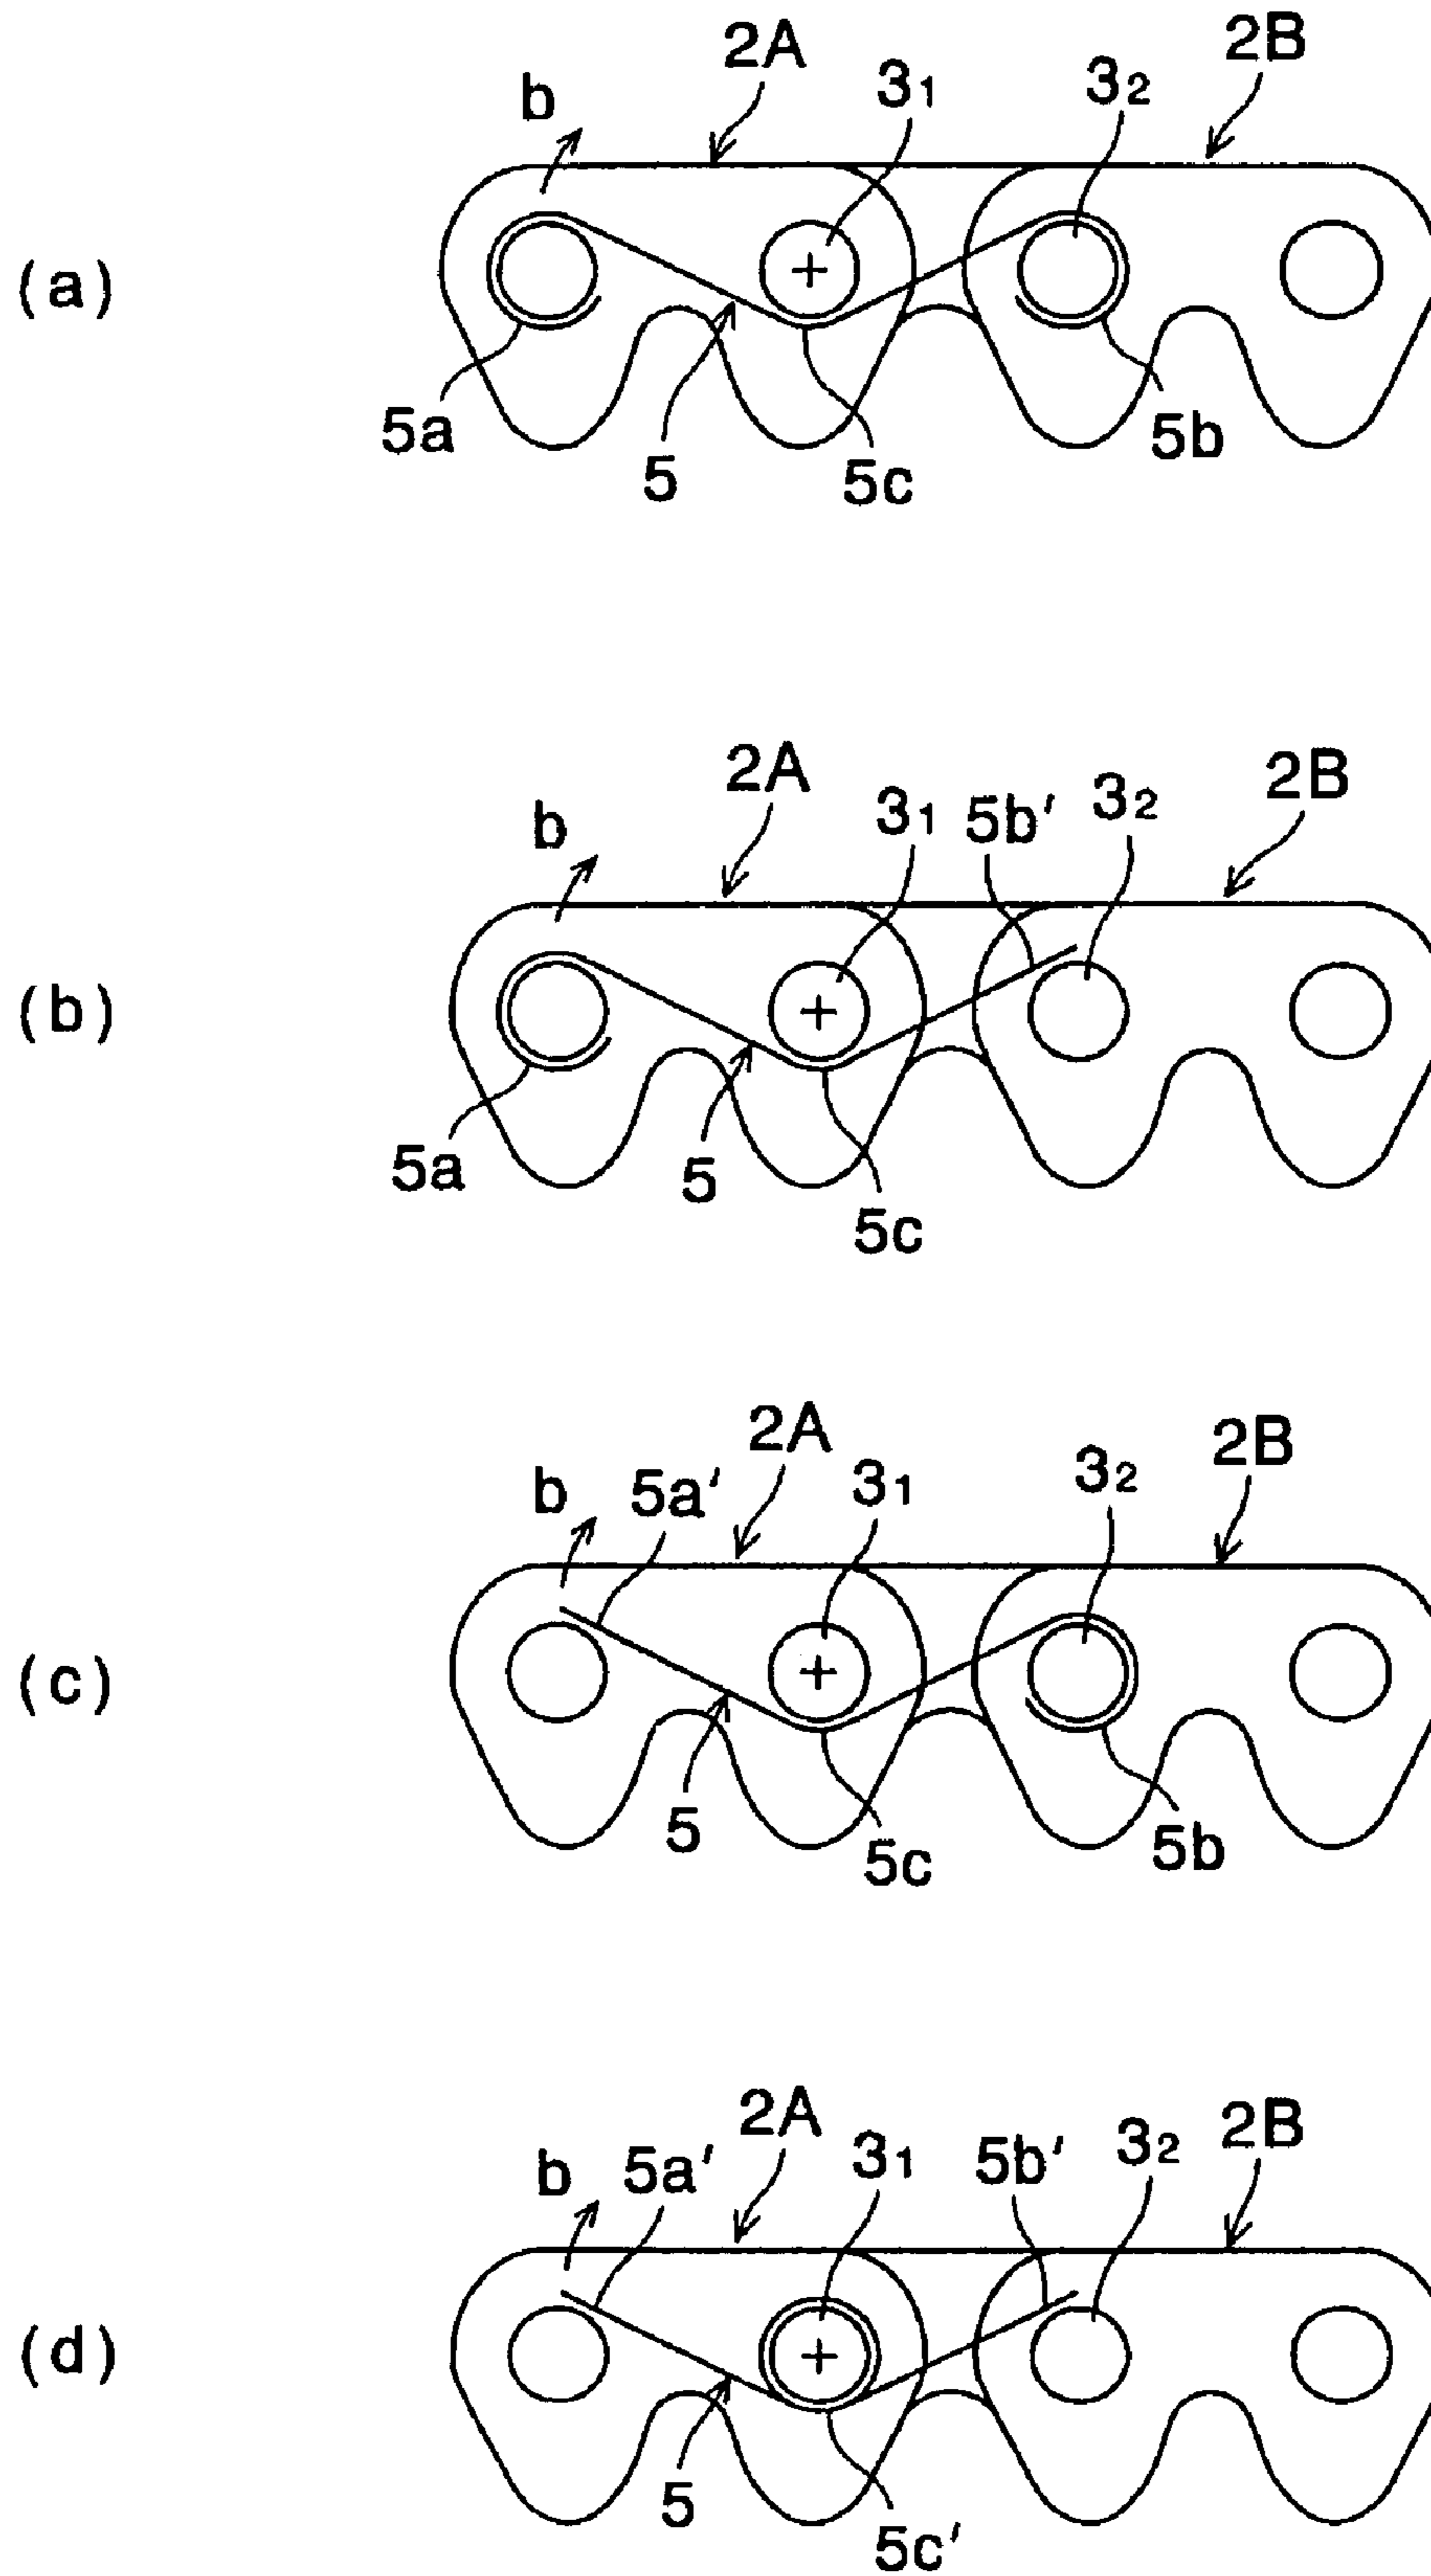 2A 2B
b 3₁ 3₂
(a)
5a 5 5c 5b
2A 2B
b 3₁ 5b′ 3₂
(b)
5a 5 5c
2A 2B
b 5a′ 3₁ 3₂
(c)
5 5c 5b
2A 2B
b 5a′ 3₁ 5b′ 3₂
(d)
5 5c′